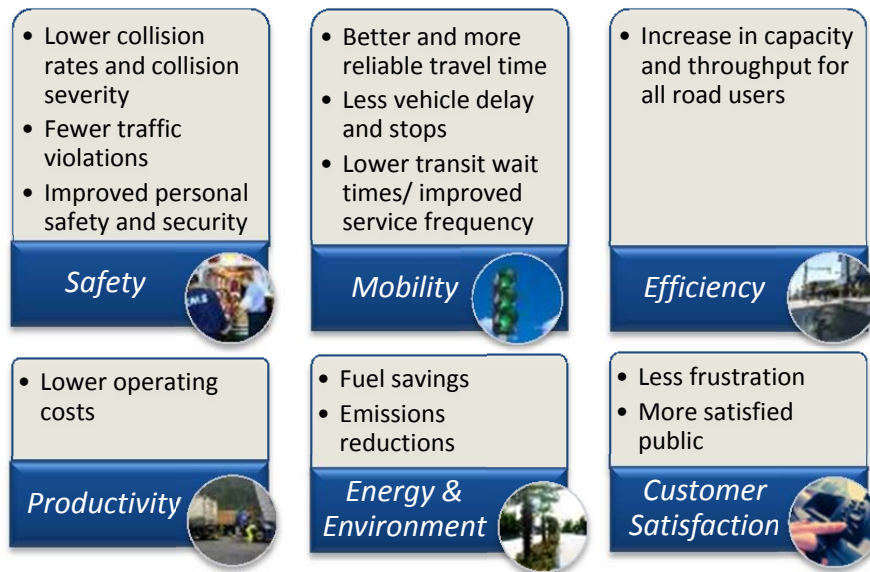 • Lower collision
rates and collision
severity
• Fewer traffic
violations
• Improved personal
safety and security
Safety
• Better and more
reliable travel time
• Less vehicle delay
and stops
• Lower transit wait
times/ improved
service frequency
Mobility
• Increase in capacity
and throughput for
all road users
Efficiency
• Lower operating
costs
Productivity
• Fuel savings
• Emissions
reductions
Energy &
Environment
• Less frustration
• More satisfied
public
Customer
Satisfaction